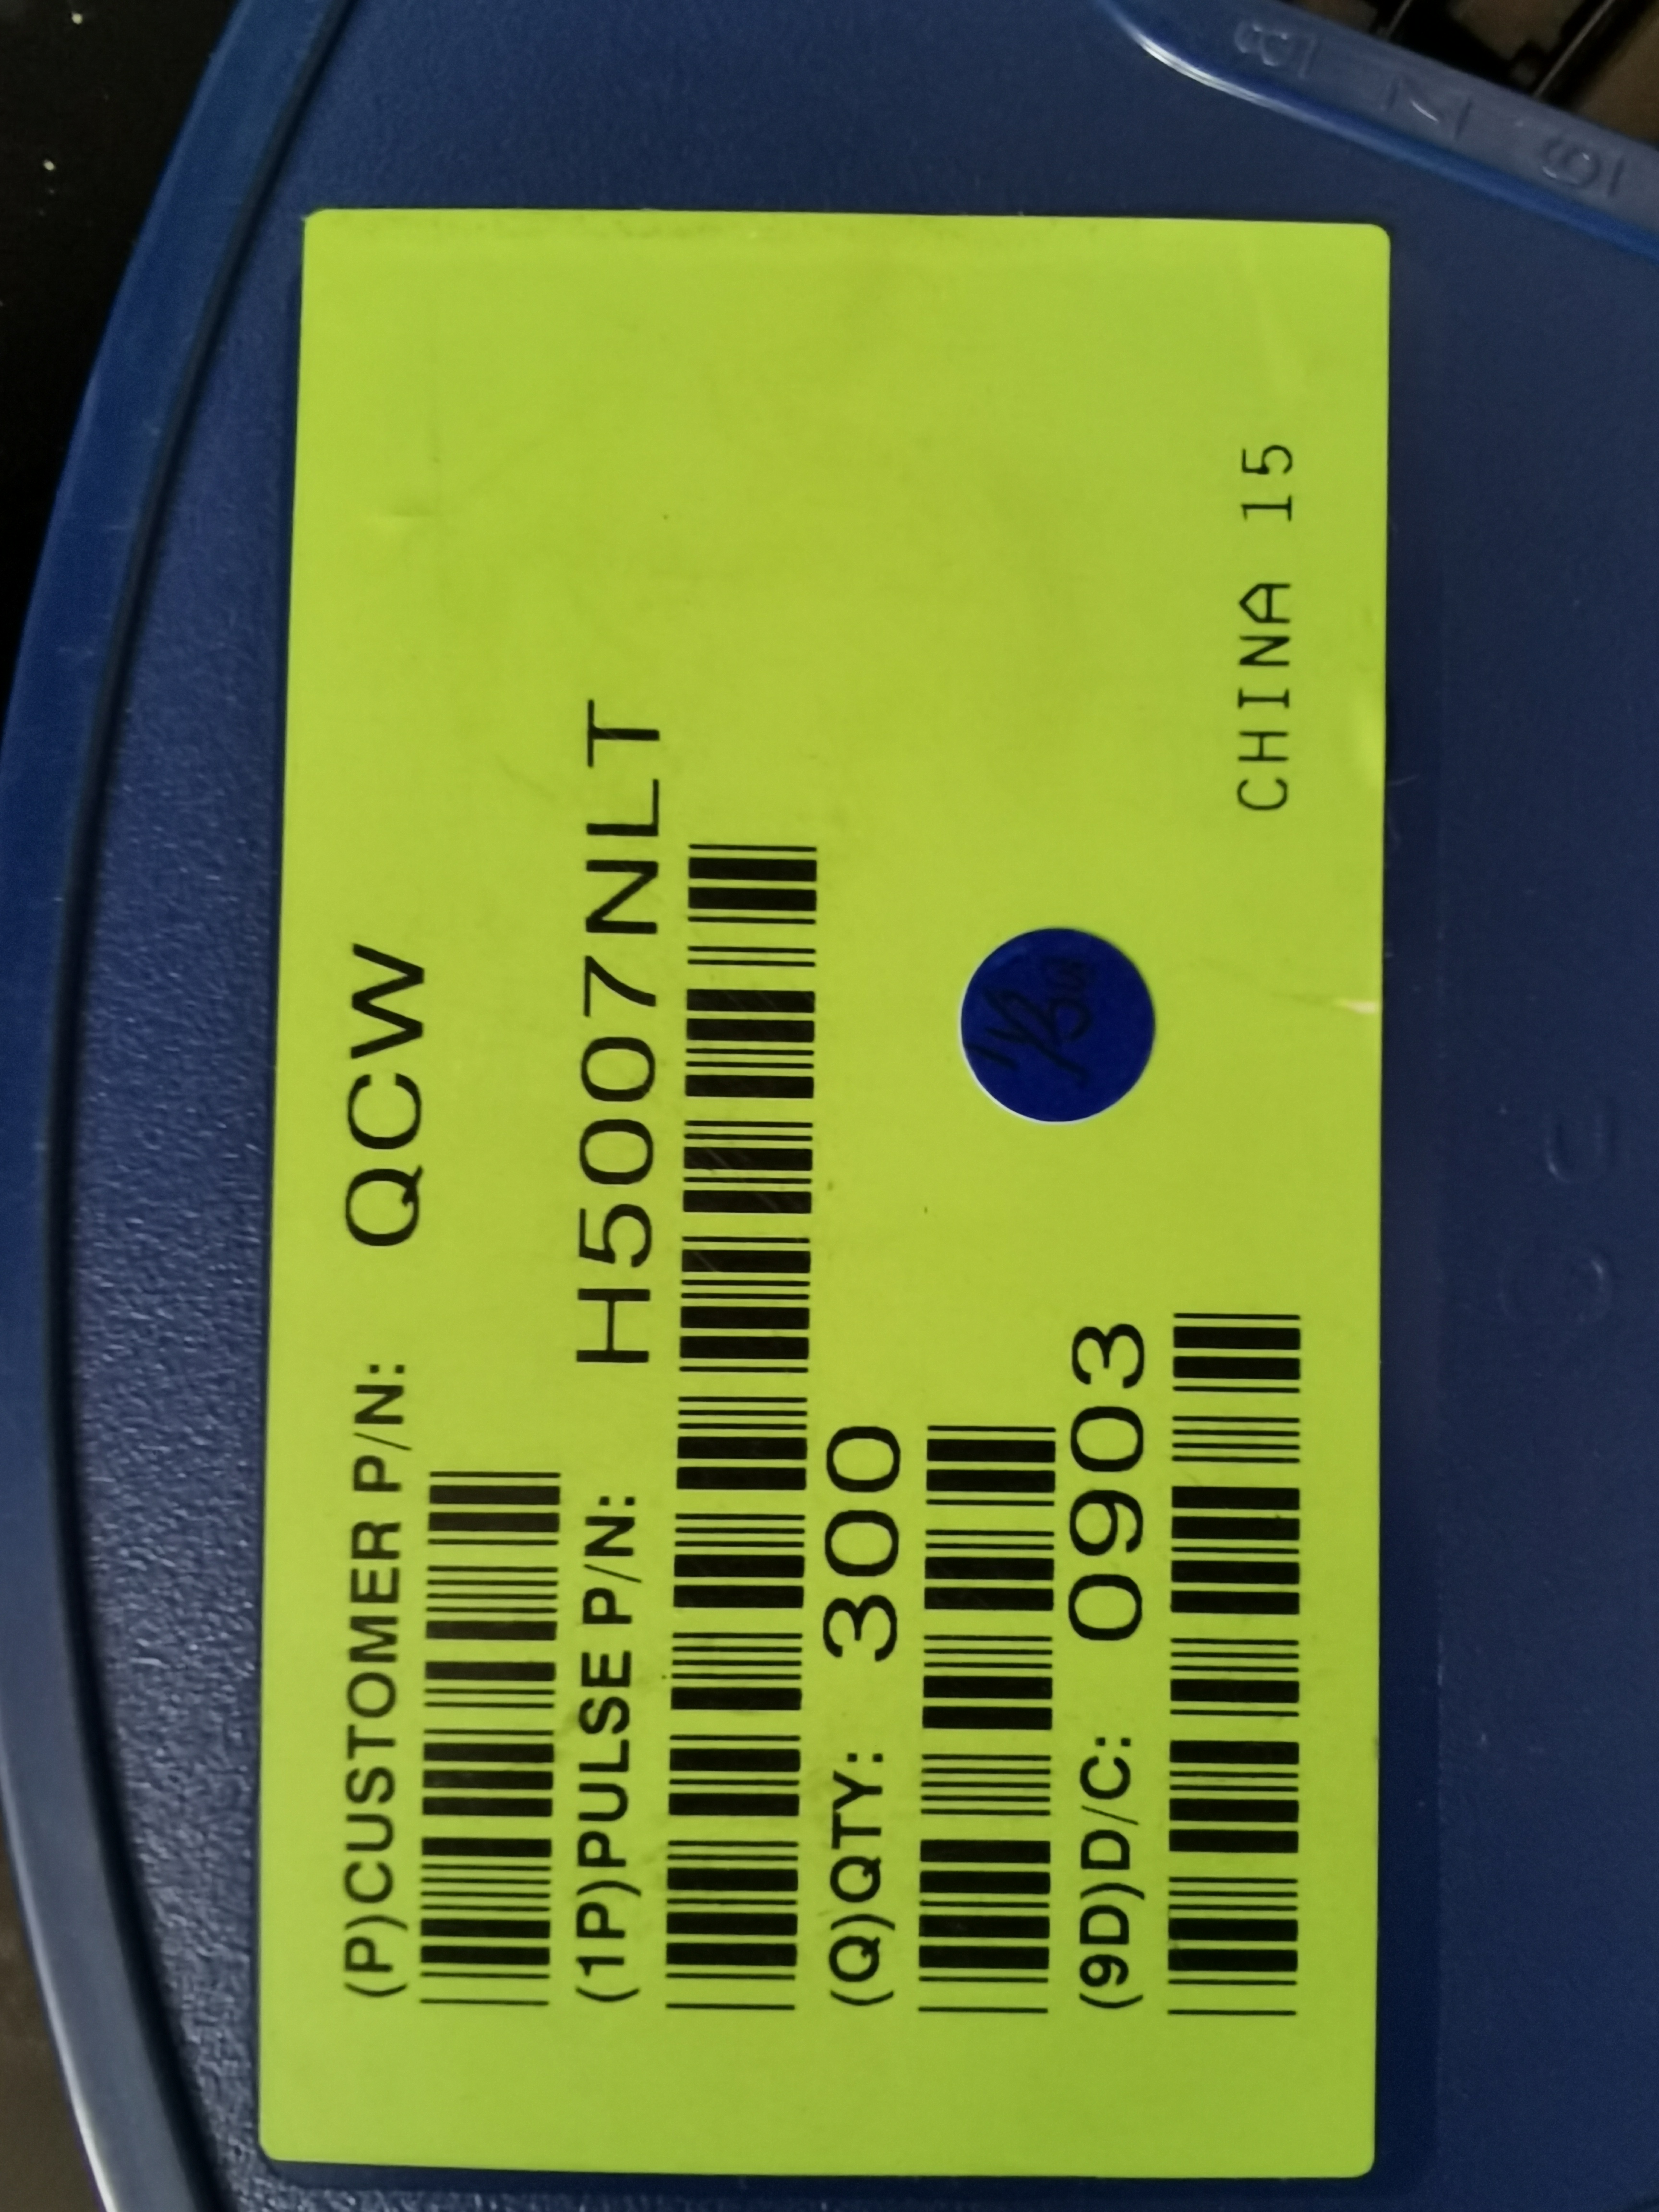 (P)CUSTOMER P/N: QCW
(1P)PULSE P/N: H5007NLT
(Q)QTY: 300
(9D)D/C: 0903
CHINA 15